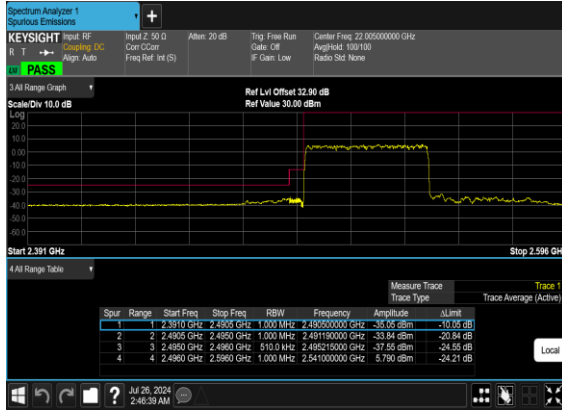 Spectrum Analyzer 1
Spurious Emissions
KEYSIGHT Input: RF Input Z: 50 Ω Atten: 20 dB Trig: Free Run Center Freq: 22.005000000 GHz
R T Coupling: DC Corr CCorr Gate: Off Avg|Hold: 100/100
Align: Auto Freq Ref: Int (S) IF Gain: Low Radio Std: None
PASS
3 All Range Graph
Ref Lvl Offset 32.90 dB
Scale/Div 10.0 dB Ref Value 30.00 dBm
Log
20.0
10.0
0.00
-10.0
-20.0
-30.0
-40.0
-50.0
-60.0
Start 2.391 GHz Stop 2.596 GH
4 All Range Table
Measure Trace Trace 1
Trace Type Trace Average (Active)
Spur Range Start Freq Stop Freq RBW Frequency Amplitude ΔLimit
1 1 2.3910 GHz 2.4905 GHz 1.000 MHz 2.490500000 GHz -35.05 dBm -10.05 dB
2 2 2.4905 GHz 2.4950 GHz 1.000 MHz 2.491190000 GHz -33.84 dBm -20.84 dB
3 3 2.4950 GHz 2.4960 GHz 510.0 kHz 2.495215000 GHz -37.55 dBm -24.55 dB
4 4 2.4960 GHz 2.5960 GHz 1.000 MHz 2.541000000 GHz 5.790 dBm -24.21 dB
Local
Jul 26, 2024
2:46:39 AM